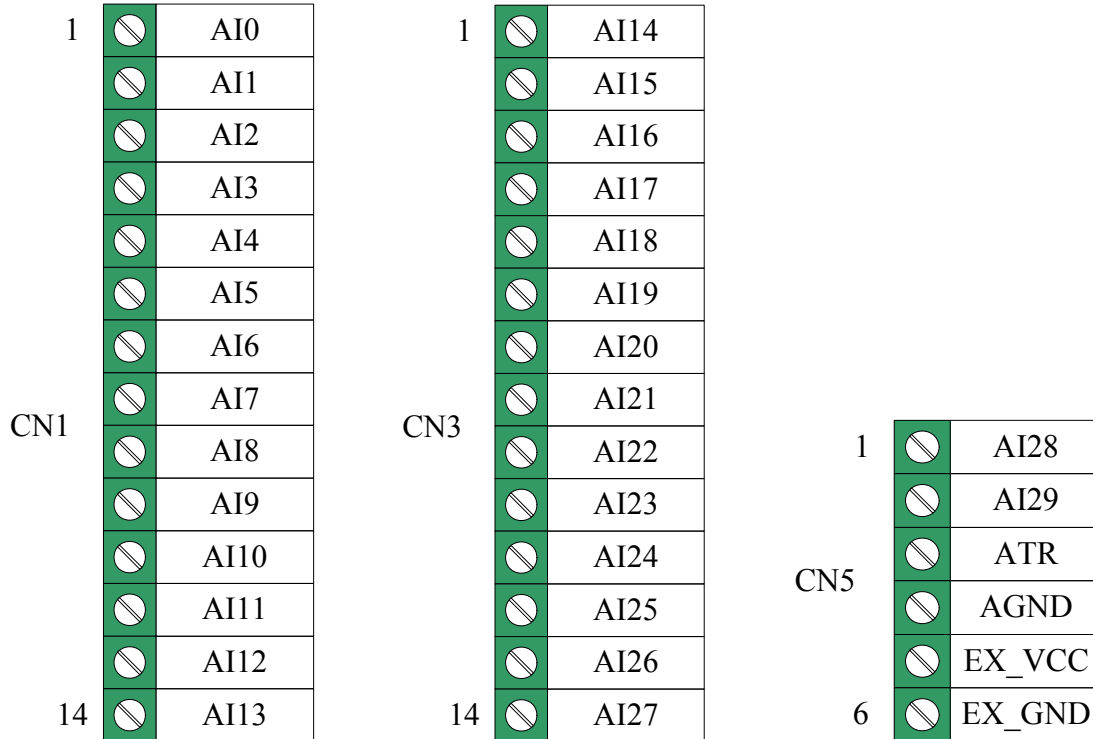 1 AI0
AI1
AI2
AI3
AI4
AI5
AI6
AI7
CN1
AI8
AI9
AI10
AI11
AI12
14 AI13
1 AI14
AI15
AI16
AI17
AI18
AI19
AI20
AI21
CN3
AI22
AI23
AI24
AI25
AI26
14 AI27
1 AI28
AI29
ATR
CN5
AGND
EX_VCC
6 EX_GND